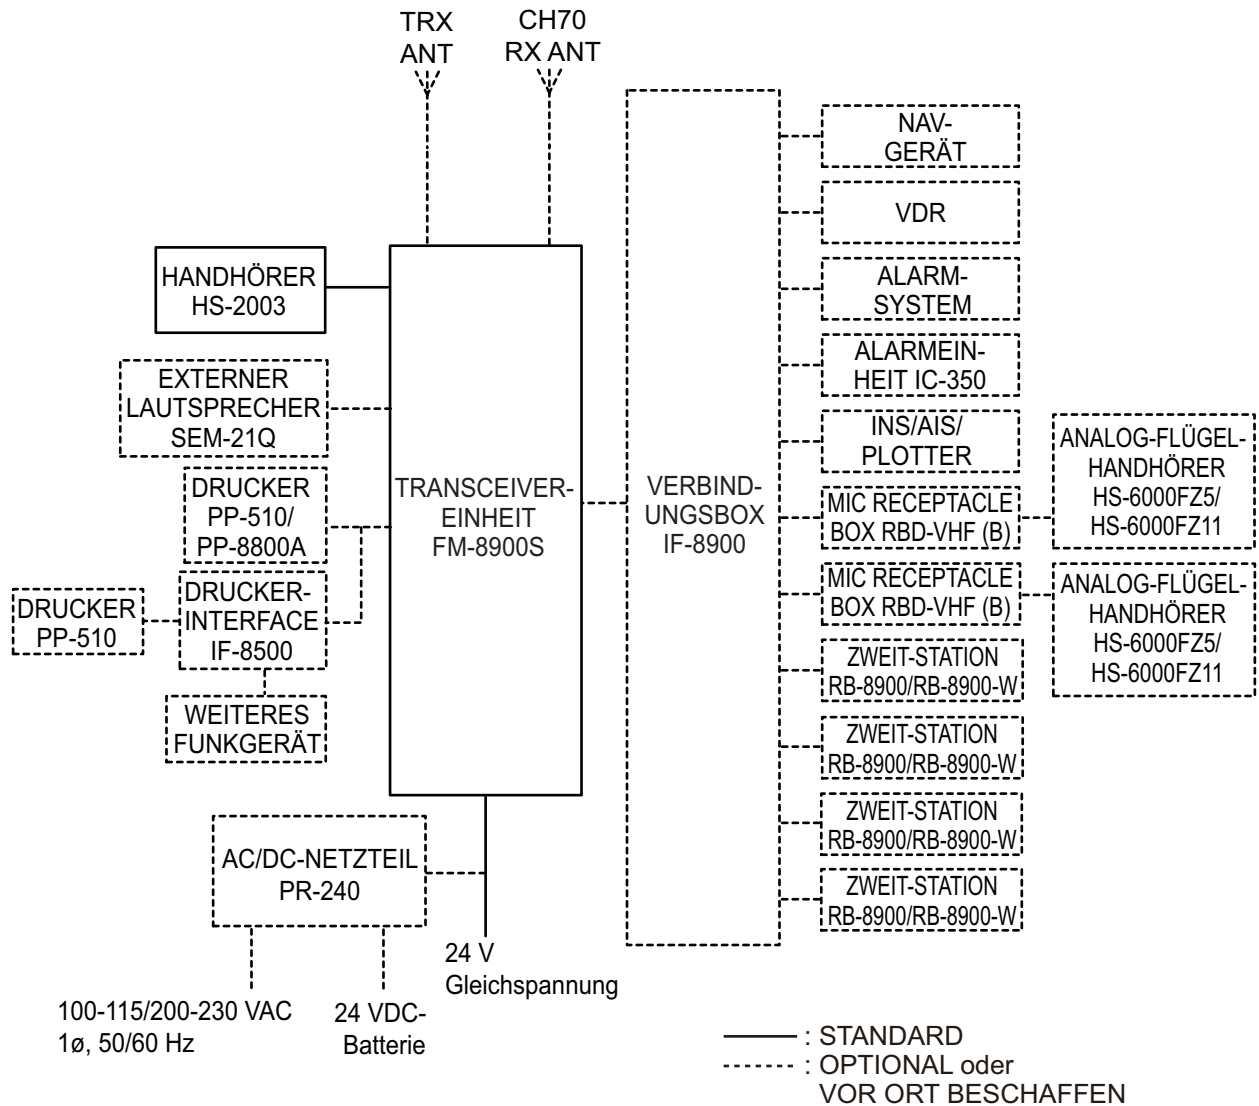 TRX
ANT
CH70
RX ANT
HANDHÖRER
HS-2003
EXTERNER
LAUTSPRECHER
SEM-21Q
DRUCKER
PP-510/
PP-8800A
DRUCKER
PP-510
DRUCKER-
INTERFACE
IF-8500
WEITERES
FUNKGERÄT
TRANSCEIVER-
EINHEIT
FM-8900S
VERBIND-
UNGSBOX
IF-8900
NAV-
GERÄT
VDR
ALARM-
SYSTEM
ALARMEIN-
HEIT IC-350
INS/AIS/
PLOTTER
MIC RECEPTACLE
BOX RBD-VHF (B)
ANALOG-FLÜGEL-
HANDHÖRER
HS-6000FZ5/
HS-6000FZ11
MIC RECEPTACLE
BOX RBD-VHF (B)
ANALOG-FLÜGEL-
HANDHÖRER
HS-6000FZ5/
HS-6000FZ11
ZWEIT-STATION
RB-8900/RB-8900-W
ZWEIT-STATION
RB-8900/RB-8900-W
ZWEIT-STATION
RB-8900/RB-8900-W
ZWEIT-STATION
RB-8900/RB-8900-W
AC/DC-NETZTEIL
PR-240
24 V
Gleichspannung
100-115/200-230 VAC
1ø, 50/60 Hz
24 VDC-
Batterie
: STANDARD
: OPTIONAL oder
VOR ORT BESCHAFFEN